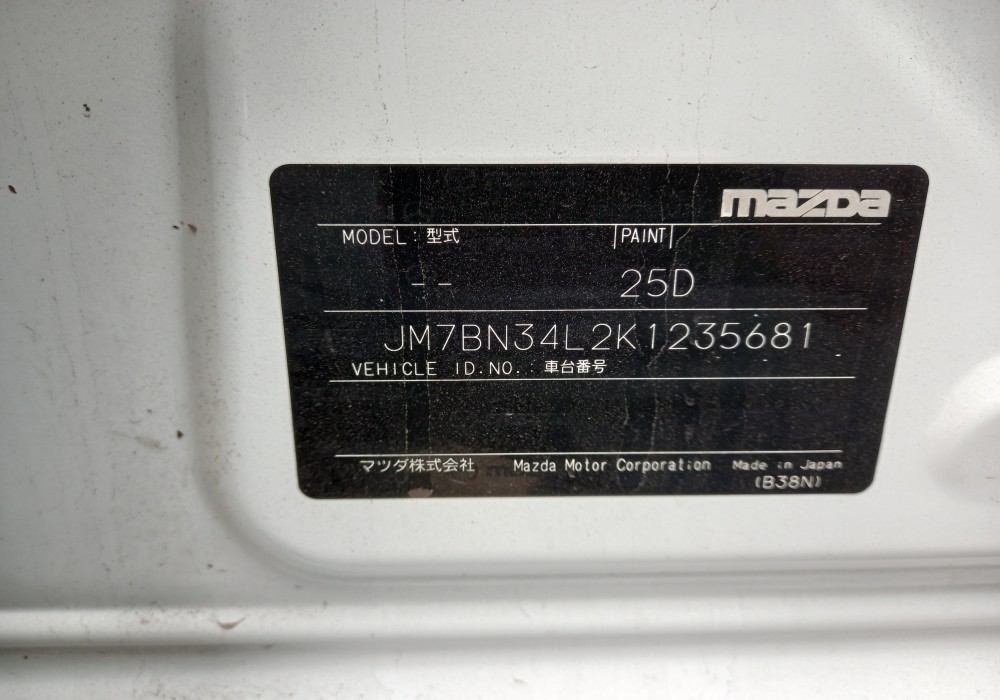 mazda
MODEL : 型式 |PAINT|
-- 25D
JM7BN34L2K1235681
VEHICLE ID.NO. : 車台番号
マツダ株式会社 Mazda Motor Corporation Made in Japan
(B38N)